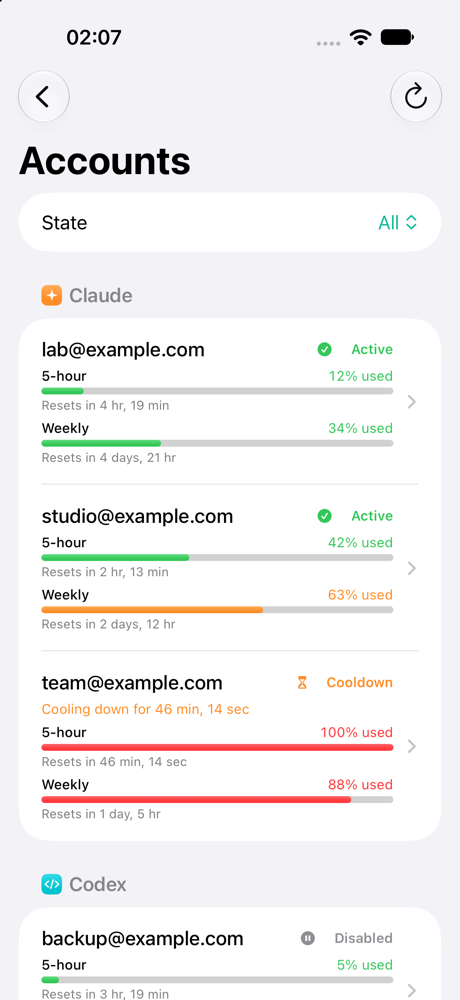 02:07
Accounts
State All
Claude
lab@example.com Active
5-hour 12% used
Resets in 4 hr, 19 min
Weekly 34% used
Resets in 4 days, 21 hr
studio@example.com Active
5-hour 42% used
Resets in 2 hr, 13 min
Weekly 63% used
Resets in 2 days, 12 hr
team@example.com Cooldown
Cooling down for 46 min, 14 sec
5-hour 100% used
Resets in 46 min, 14 sec
Weekly 88% used
Resets in 1 day, 5 hr
Codex
backup@example.com Disabled
5-hour 5% used
Resets in 3 hr, 19 min